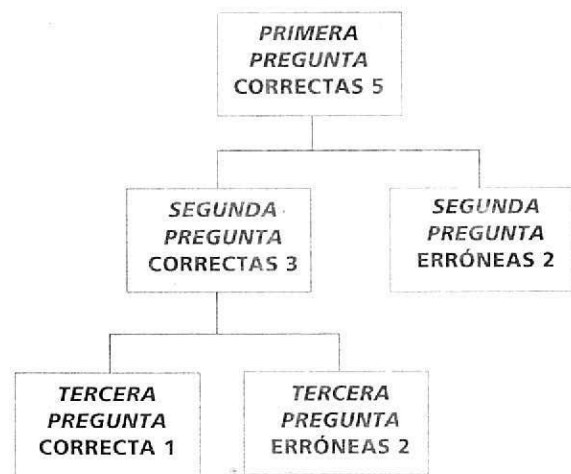 PRIMERA
PREGUNTA
CORRECTAS 5
SEGUNDA
PREGUNTA
CORRECTAS 3
SEGUNDA
PREGUNTA
ERRÓNEAS 2
TERCERA
PREGUNTA
CORRECTA 1
TERCERA
PREGUNTA
ERRÓNEAS 2